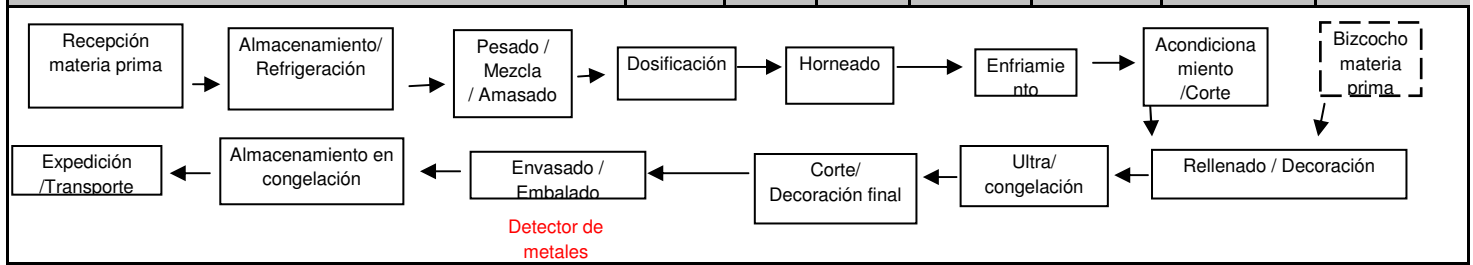 Recepción
materia prima
Almacenamiento/
Refrigeración
Pesado /
Mezcla
/ Amasado
Dosificación
Horneado
Enfriamie
nto
Acondiciona
miento
/Corte
Bizcocho
materia
prima
Expedición
/Transporte
Almacenamiento en
congelación
Envasado /
Embalado
Detector de
metales
Corte/
Decoración final
Ultra/
congelación
Rellenado / Decoración